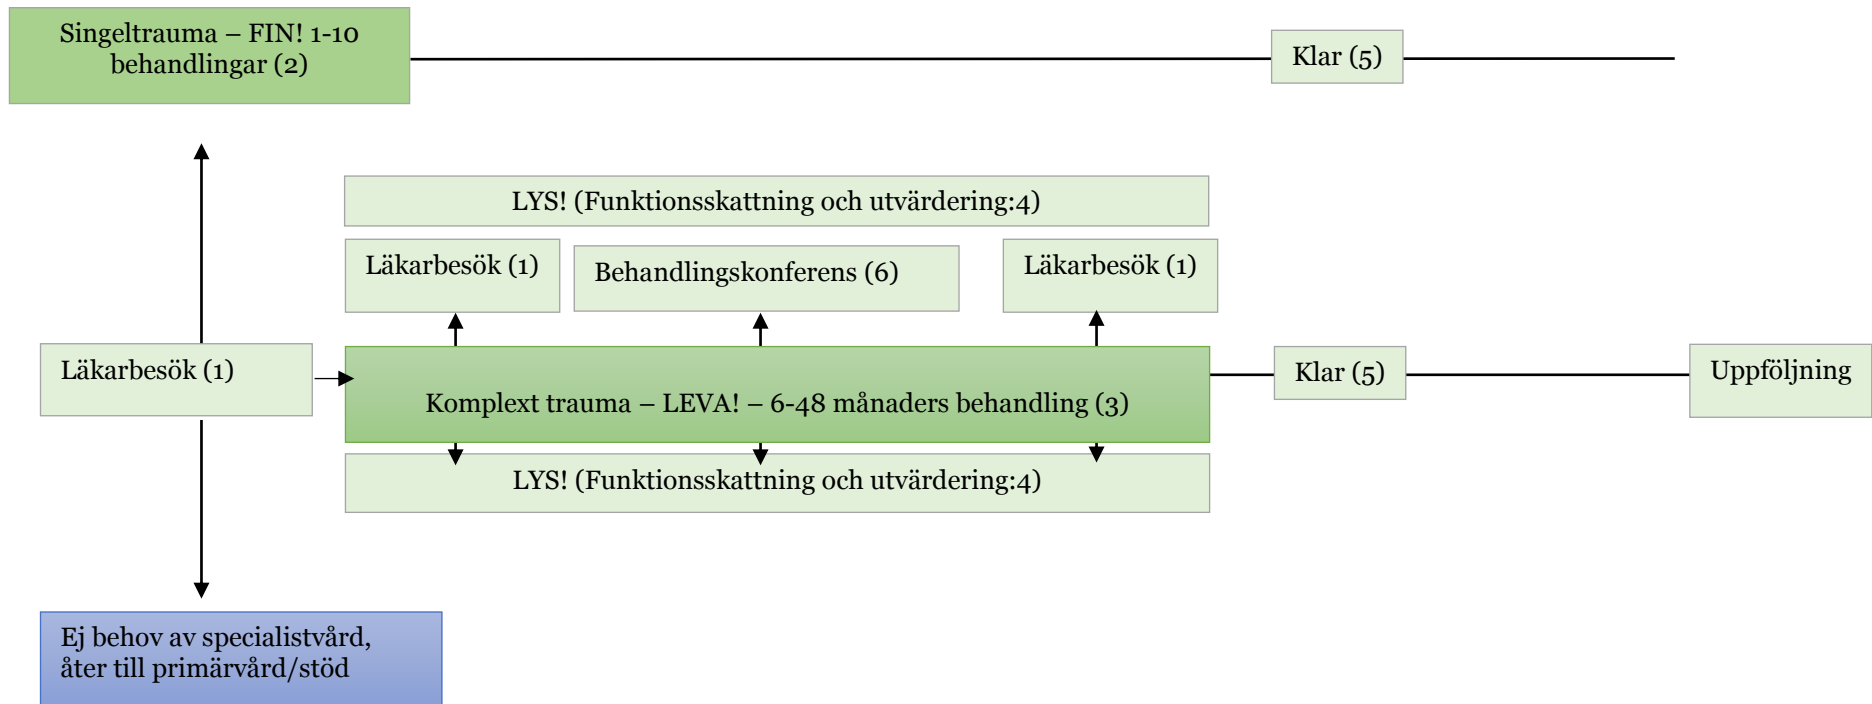 Singeltrauma – FIN! 1-10
behandlingar (2)
Klar (5)
LYS! (Funktionsskattning och utvärdering:4)
Läkarbesök (1)
Behandlingskonferens (6)
Läkarbesök (1)
Läkarbesök (1)
Komplext trauma – LEVA! – 6-48 månaders behandling (3)
Klar (5)
Uppföljning
LYS! (Funktionsskattning och utvärdering:4)
Ej behov av specialistvård,
åter till primärvård/stöd